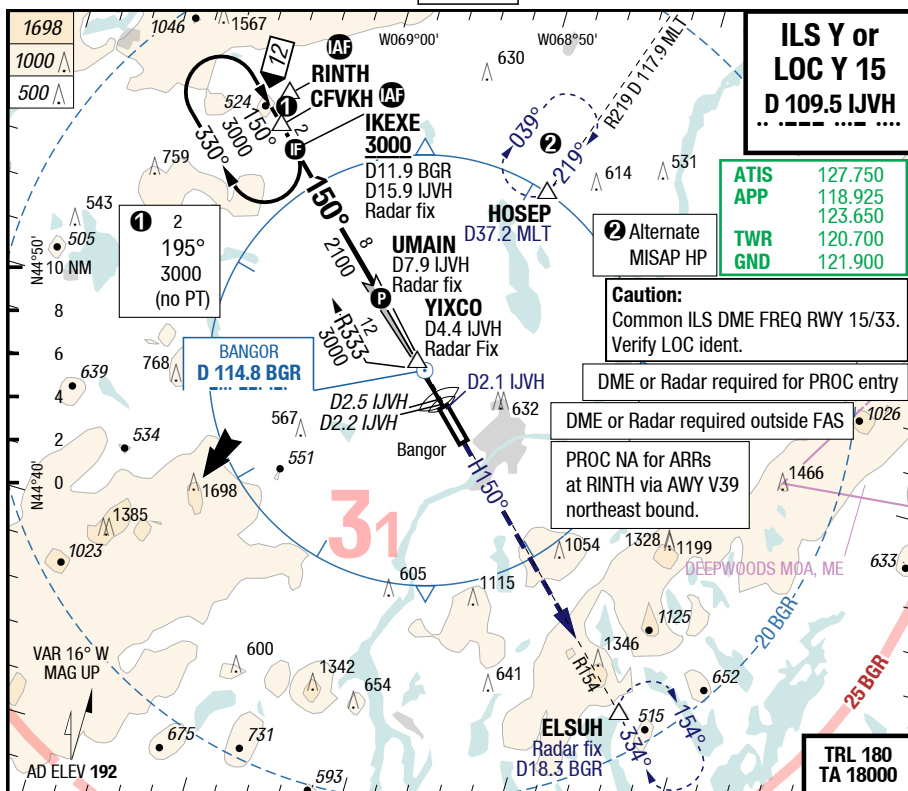 1698
1000
500
1046
1567
W069°00'
W068°50'
630
ILS Y or
LOC Y 15
D 109.5 IJVH
12
IAF
RINTH
CFVKH
IAF
IKEXE
3000
D11.9 BGR
D15.9 IJVH
Radar fix
524
1
150°
3000
2
IF
330°
759
R219 D 117.9 MLT
039°
2
219°
614
531
ATIS 127.750
APP 118.925
123.650
TWR 120.700
GND 121.900
HOSEP
D37.2 MLT
543
505
N44°50'
10 NM
1 2
195°
3000
(no PT)
150°
8
2100
UMAIN
D7.9 IJVH
Radar fix
P
2 Alternate
MISAP HP
YIXCO
D4.4 IJVH
Radar Fix
R333
12
3000
Caution:
Common ILS DME FREQ RWY 15/33.
Verify LOC ident.
8
6
4
2
0
N44°40'
768
639
BANGOR
D 114.8 BGR
DME or Radar required for PROC entry
D2.1 IJVH
D2.5 IJVH
D2.2 IJVH
632
567
534
551
Bangor
1026
DME or Radar required outside FAS
H150°
PROC NA for ARRs
at RINTH via AWY V39
northeast bound.
1466
1698
1385
1023
31
1054
1328
1199
633
DEEPWOODS MOA, ME
605
1115
1125
20 BGR
VAR 16° W
MAG UP
600
1342
654
641
1346
R154
652
25 BGR
ELSUH
Radar fix
D18.3 BGR
515
154°
334°
675
731
593
AD ELEV 192
TRL 180
TA 18000